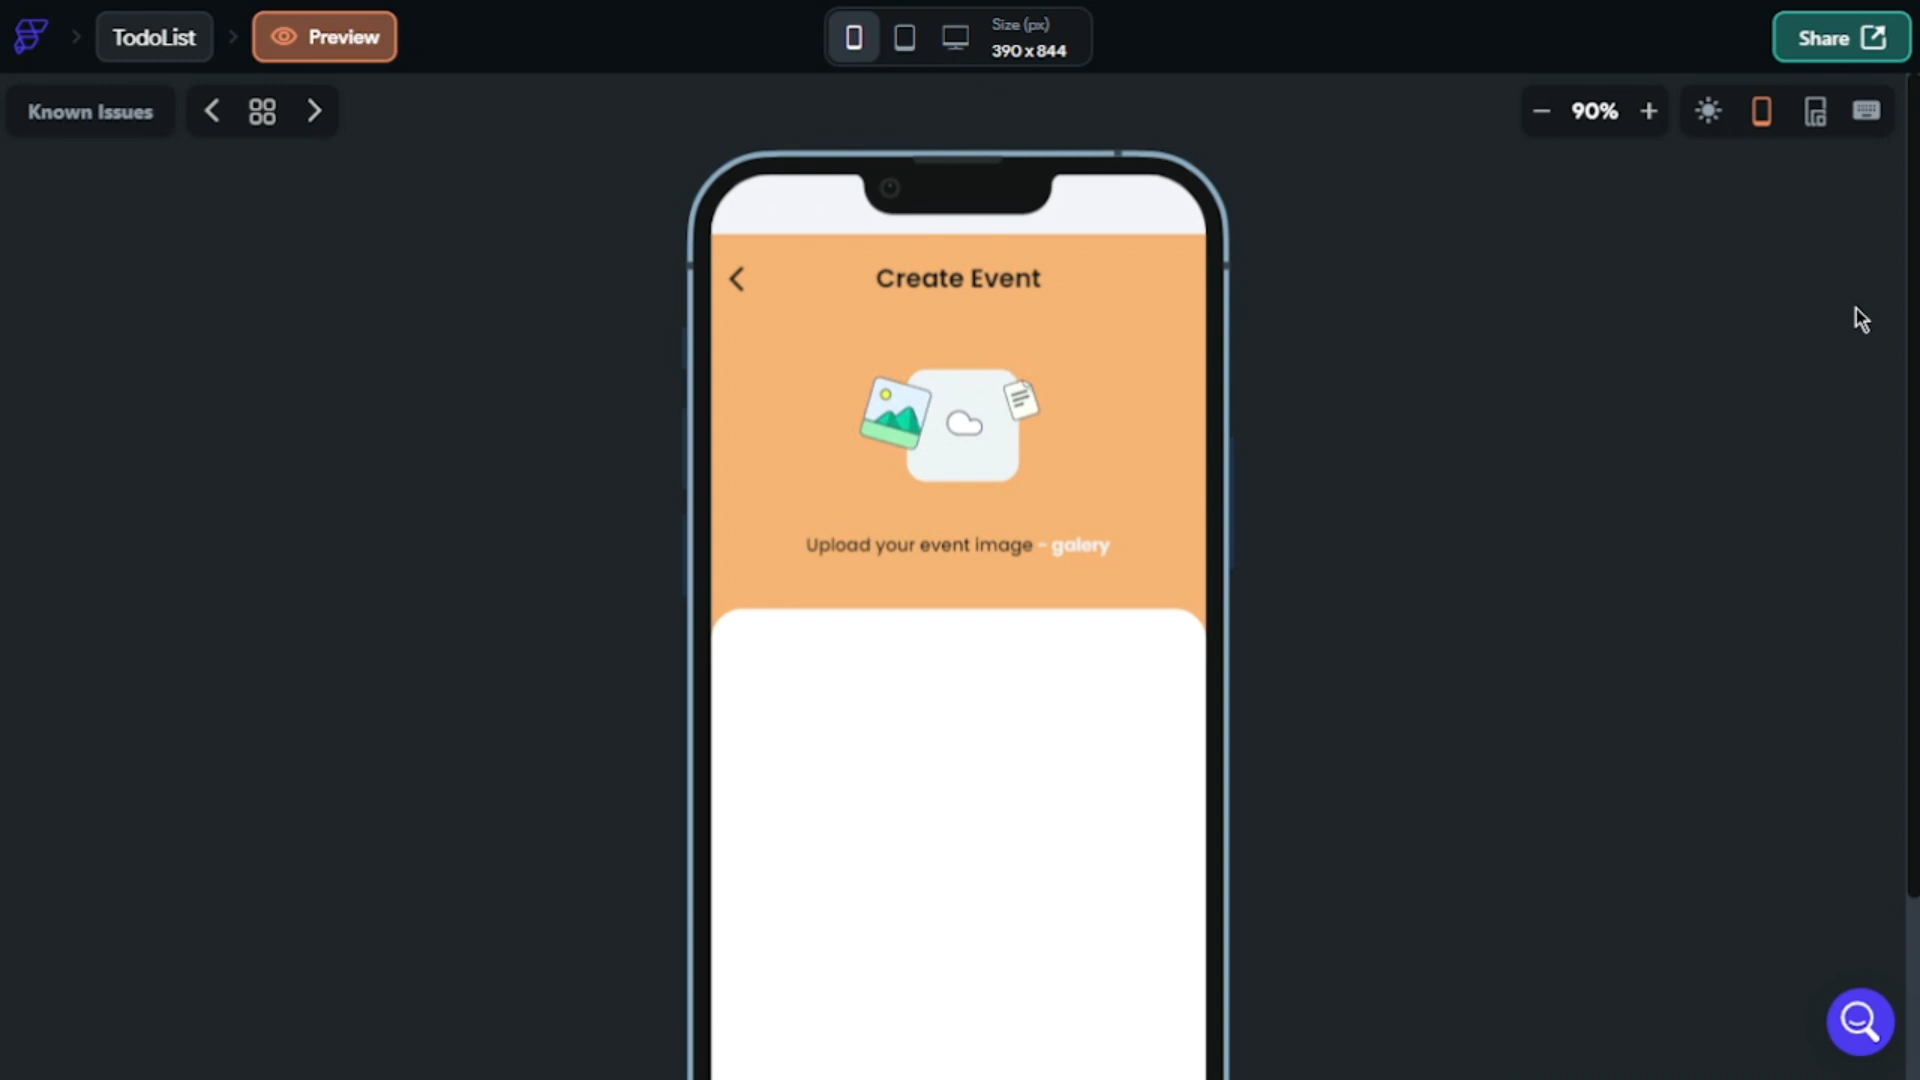 TodoList
Preview
Size (px)
390 x 844
Share
Known Issues
90%
Create Event
Upload your event image - galery